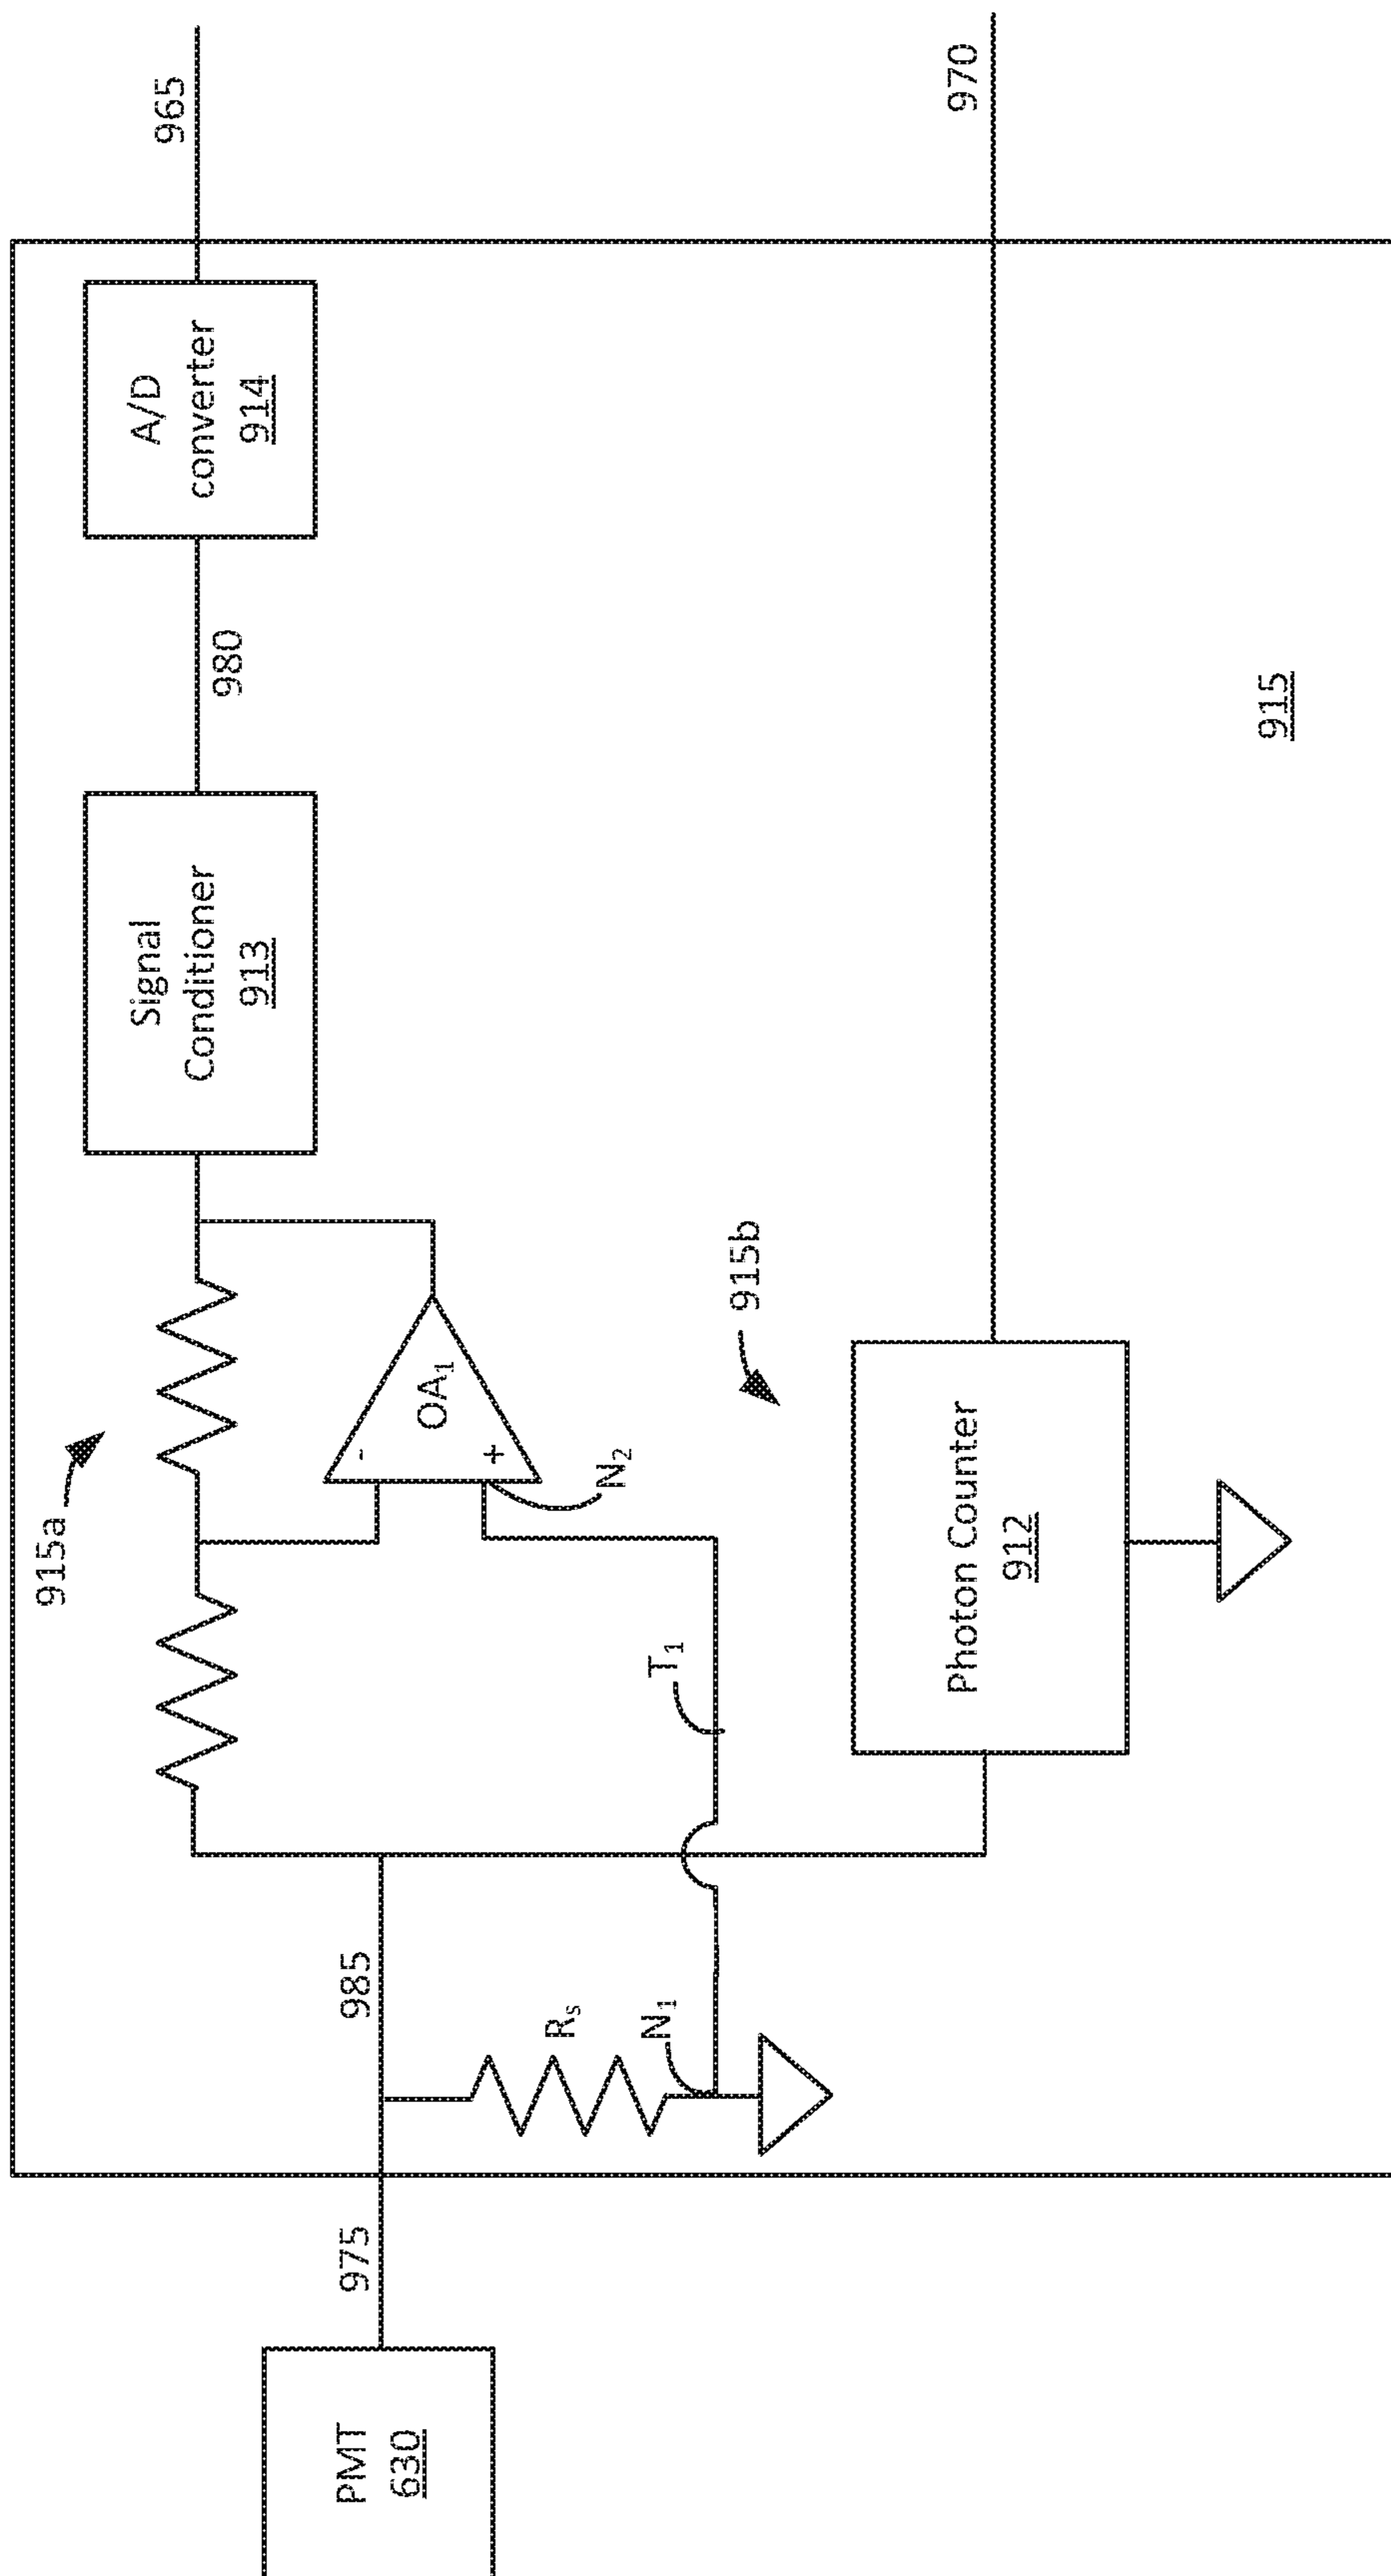 PMT
630
975
985
Rₛ
N₁
915a
T₁
OA₁
-
+
N₂
Signal
Conditioner
913
980
A/D
converter
914
965
915b
Photon Counter
912
970
915